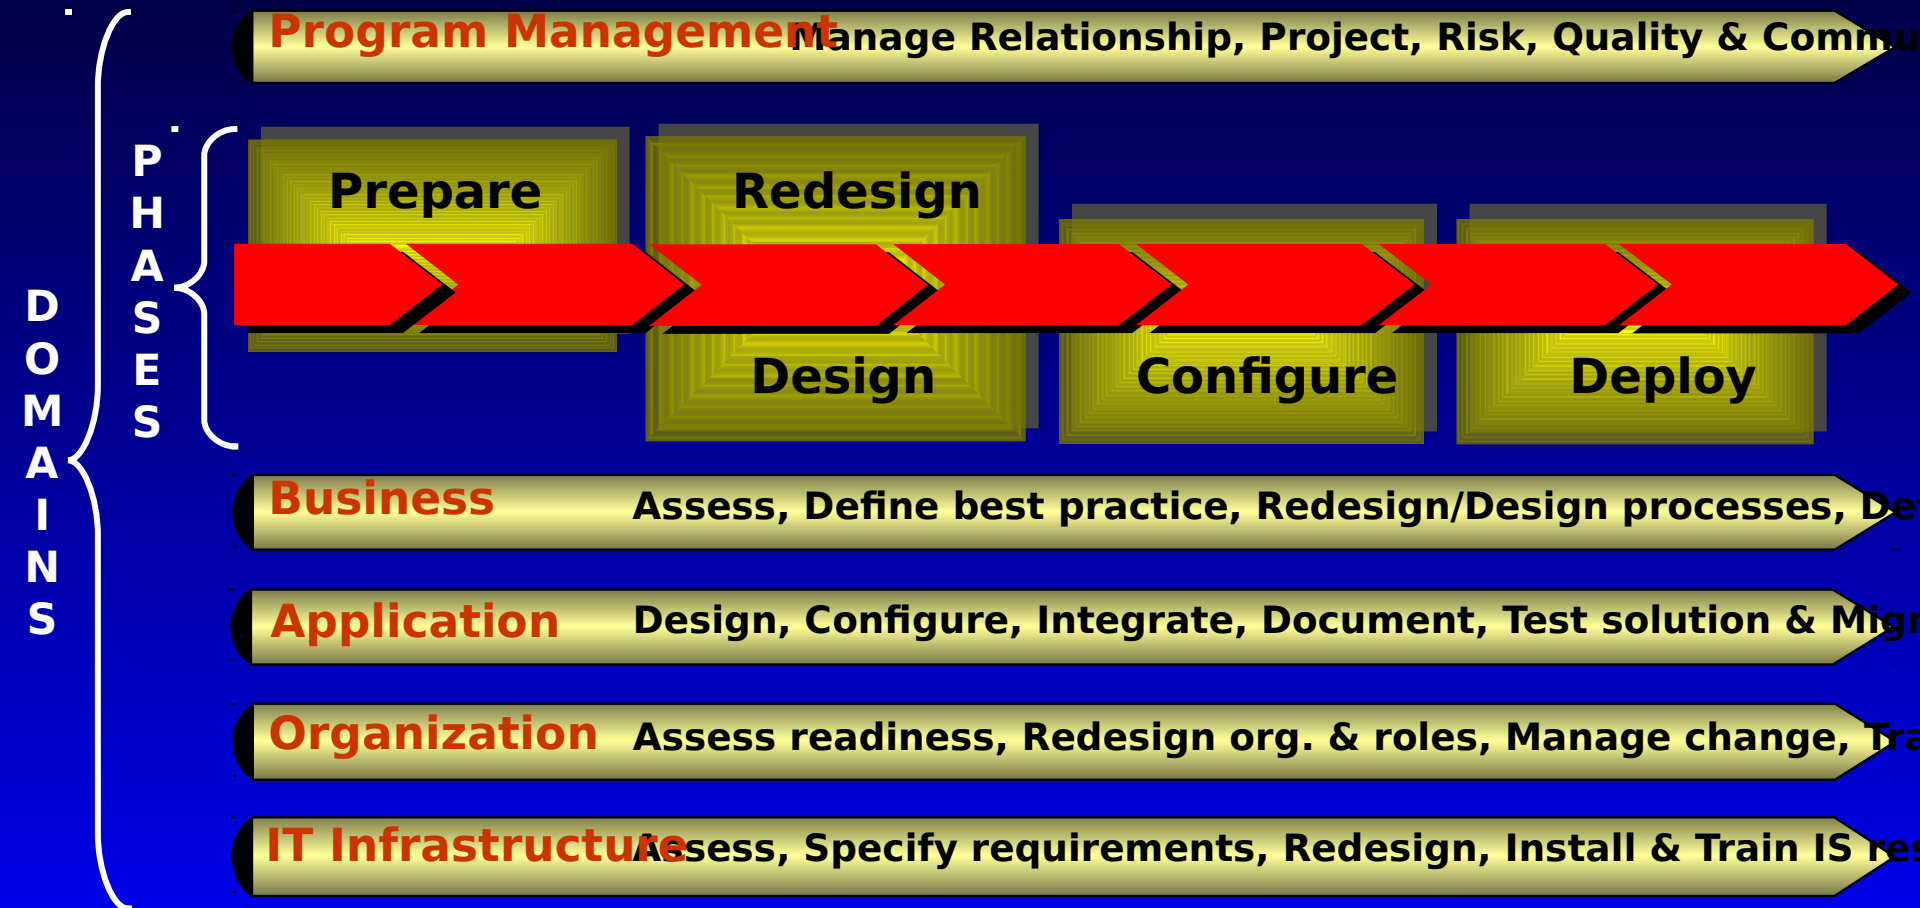 Program Management Manage Relationship, Project, Risk, Quality &
PHASES
Prepare
Redesign
Design
Configure
Deploy
DOMAINS
Business Assess, Define best practice, Redesign/Design processes,
Application Design, Configure, Integrate, Document, Test solution &
Organization Assess readiness, Redesign org. & roles, Manage change,
IT Infrastructure Assess, Specify requirements, Redesign, Install & Train IS